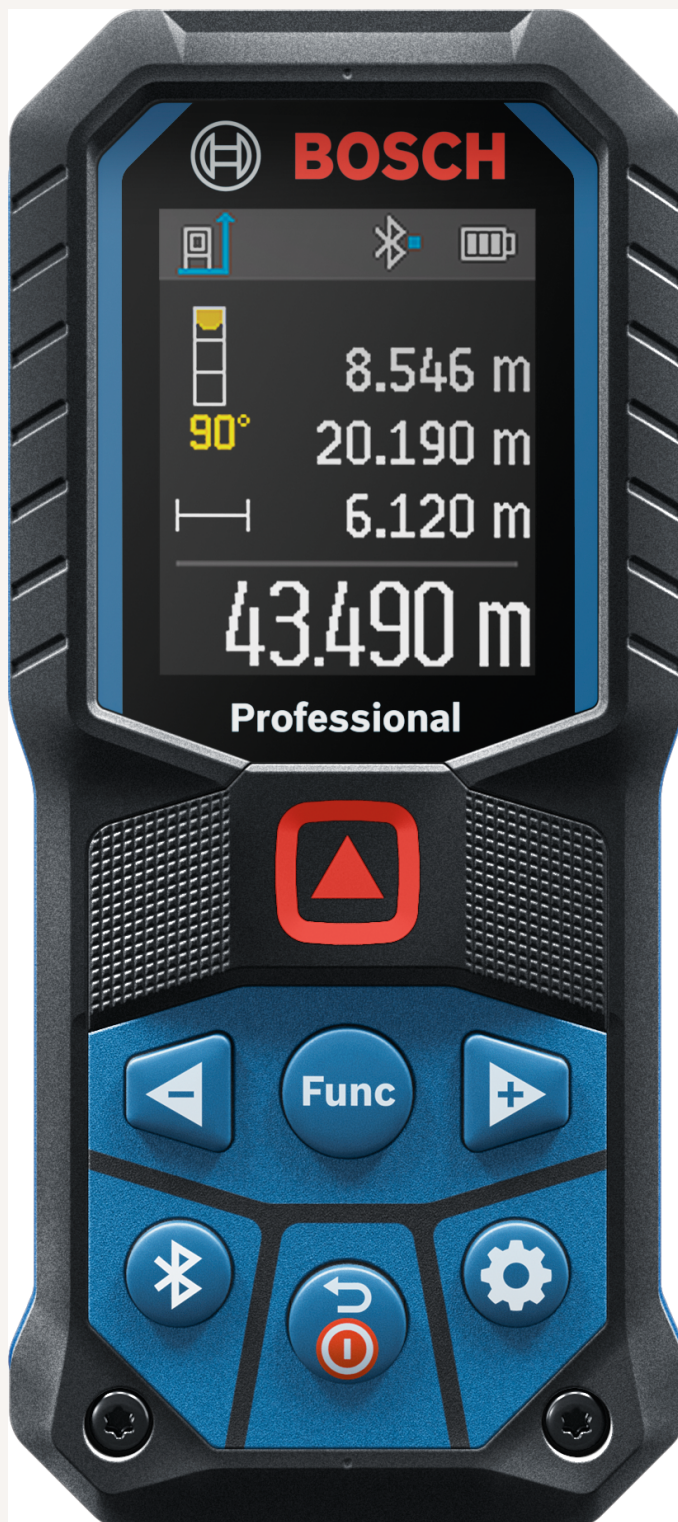 BOSCH
8.546 m
90°
20.190 m
6.120 m
43.490 m
Professional
- Func +